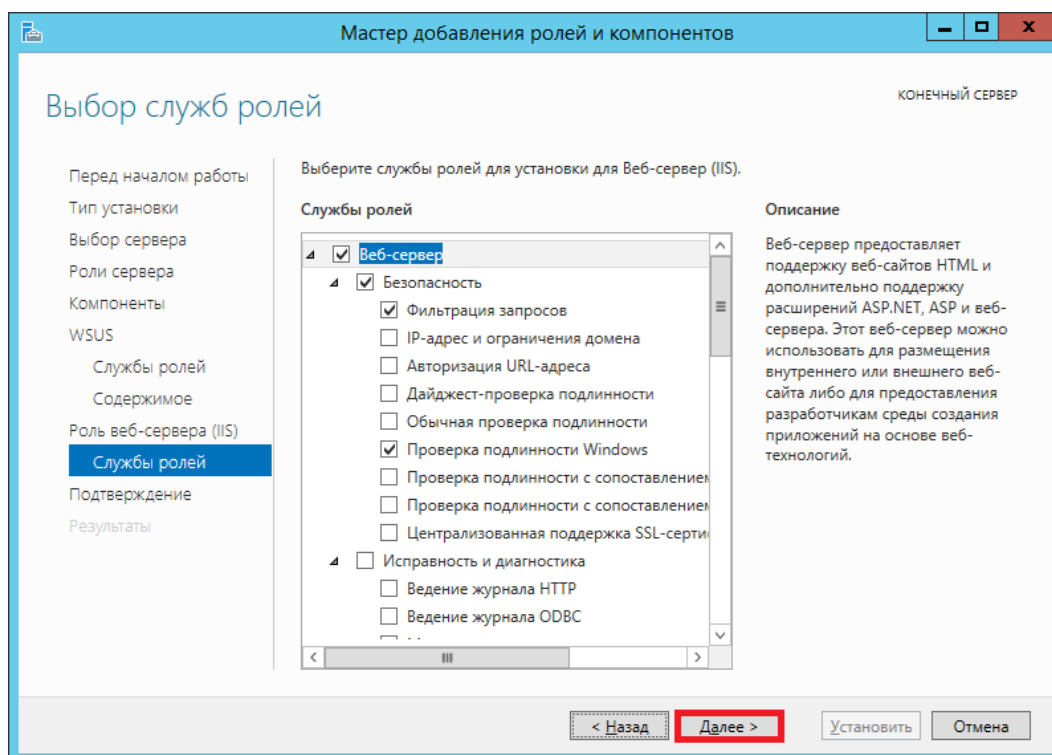 Мастер добавления ролей и компонентов
Выбор служб ролей
КОНЕЧНЫЙ СЕРВЕР
Перед началом работы
Тип установки
Выбор сервера
Роли сервера
Компоненты
WSUS
Службы ролей
Содержимое
Роль веб-сервера (IIS)
Службы ролей
Подтверждение
Результаты
Выберите службы ролей для установки для Веб-сервер (IIS).
Службы ролей
Веб-сервер
Безопасность
Фильтрация запросов
IP-адрес и ограничения домена
Авторизация URL-адреса
Дайджест-проверка подлинности
Обычная проверка подлинности
Проверка подлинности Windows
Проверка подлинности с сопоставлением
Проверка подлинности с сопоставлением
Централизованная поддержка SSL-серти
Исправность и диагностика
Ведение журнала HTTP
Ведение журнала ODBC
Описание
Веб-сервер предоставляет
поддержку веб-сайтов HTML и
дополнительно поддержку
расширений ASP.NET, ASP и веб-
сервера. Этот веб-сервер можно
использовать для размещения
внутреннего или внешнего веб-
сайта либо для предоставления
разработчикам среды создания
приложений на основе веб-
технологий.
< Назад
Далее >
Установить
Отмена